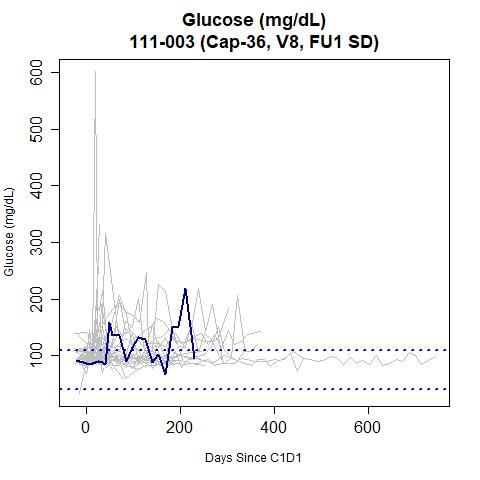 Glucose (mg/dL)
111-003 (Cap-36, V8, FU1 SD)
600
500
400
300
200
100
Glucose (mg/dL)
0 200 400 600
Days Since C1D1